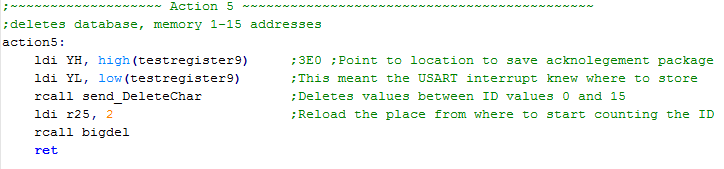 ;~~~~~~~~~~~~~~~~~~~ Action 5 ~~~~~~~~~~~~~~~~~~~~~~~~~~~~~~~~~~~~~~~~~~~~
;deletes database, memory 1-15 addresses
action5:
    ldi YH, high(testregister9)     ;3E0 ;Point to location to save acknolegement package
    ldi YL, low(testregister9)      ;This meant the USART interrupt knew where to store
    rcall send_DeleteChar           ;Deletes values between ID values 0 and 15
    ldi r25, 2                      ;Reload the place from where to start counting the ID
    rcall bigdel
    ret